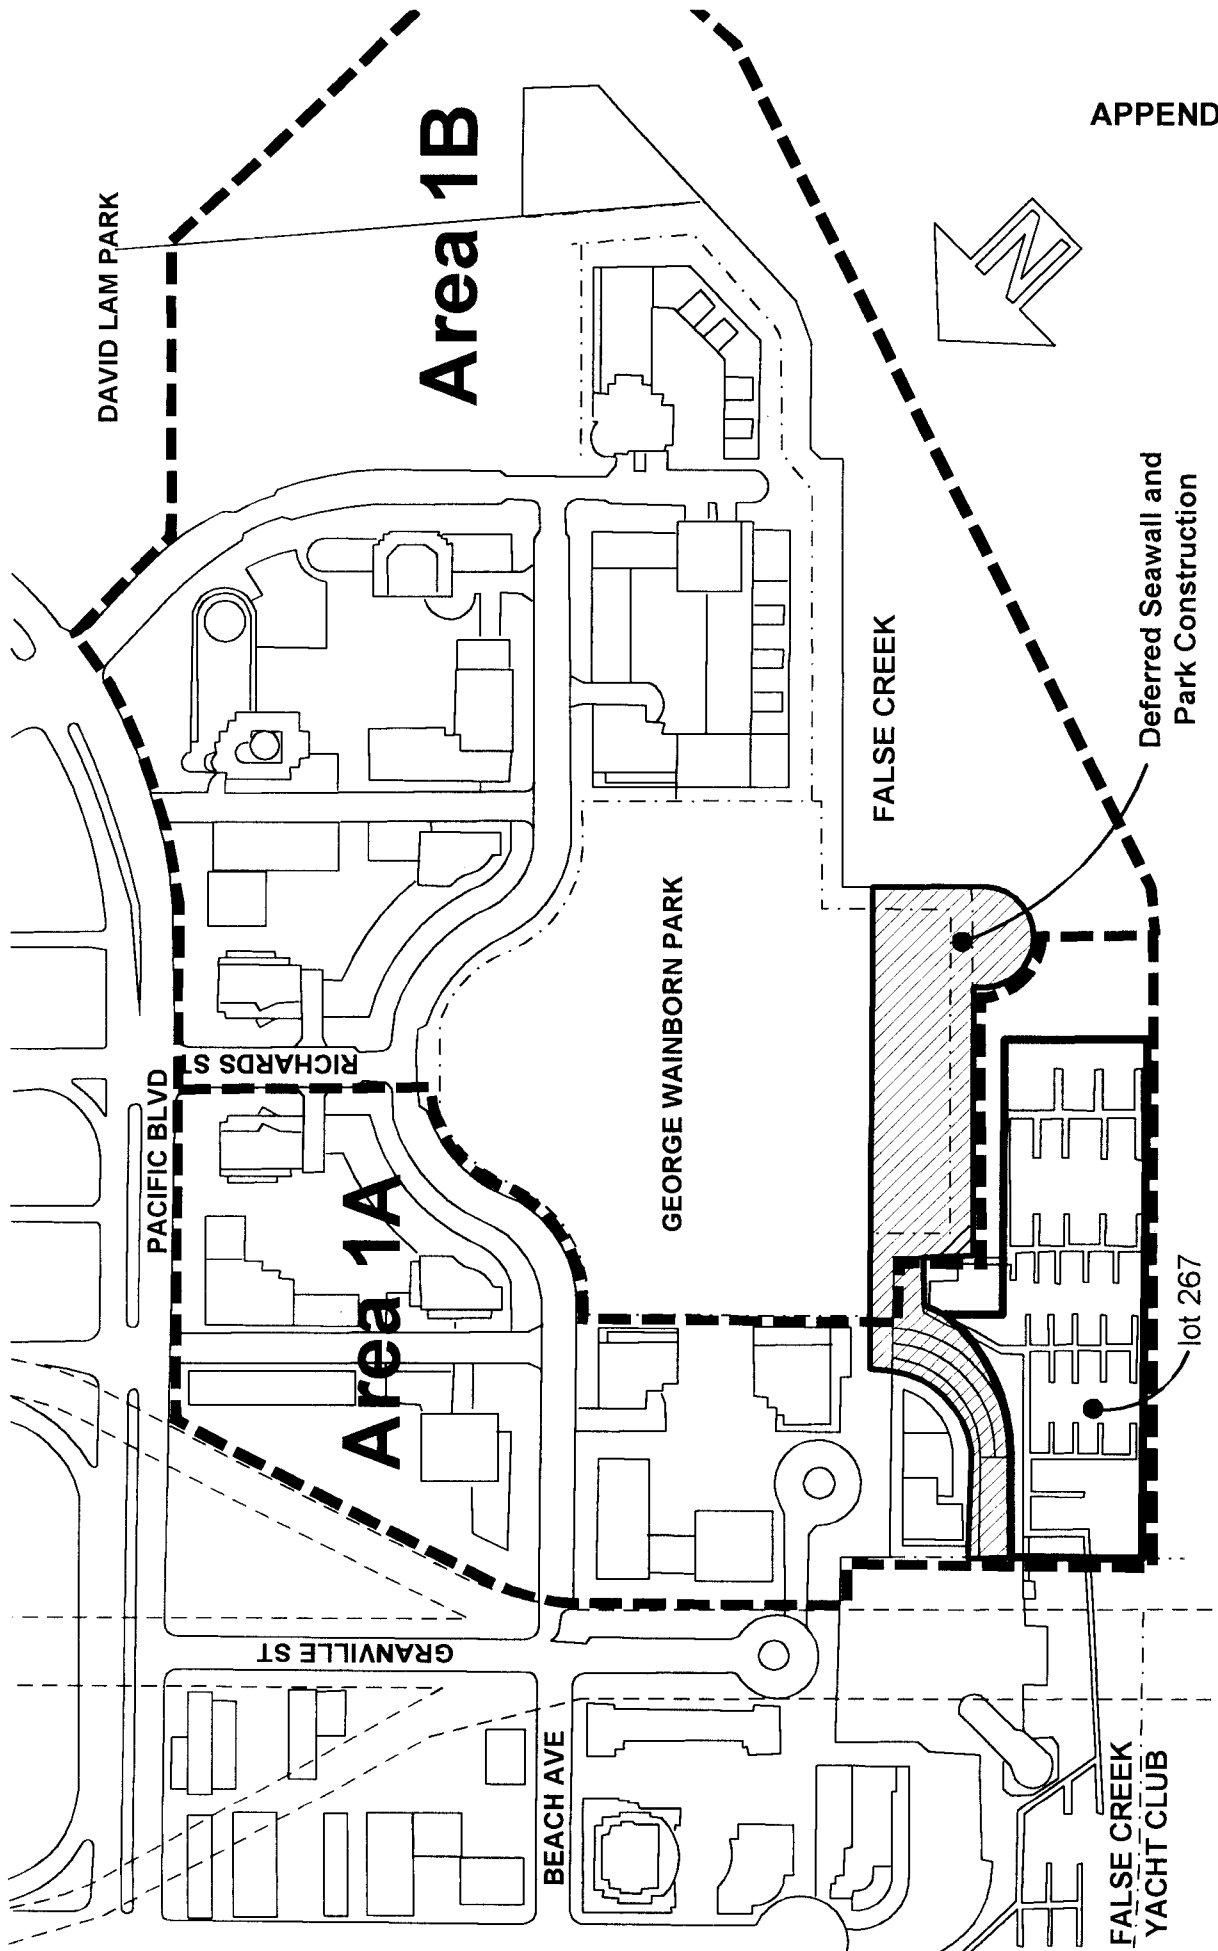 APPEND
DAVID LAM PARK
Area 1B
N
Deferred Seawall and
Park Construction
FALSE CREEK
GEORGE WAINBORN PARK
RICHARDS ST
PACIFIC BLVD
Area 1A
lot 267
GRANVILLE ST
BEACH AVE
FALSE CREEK
YACHT CLUB